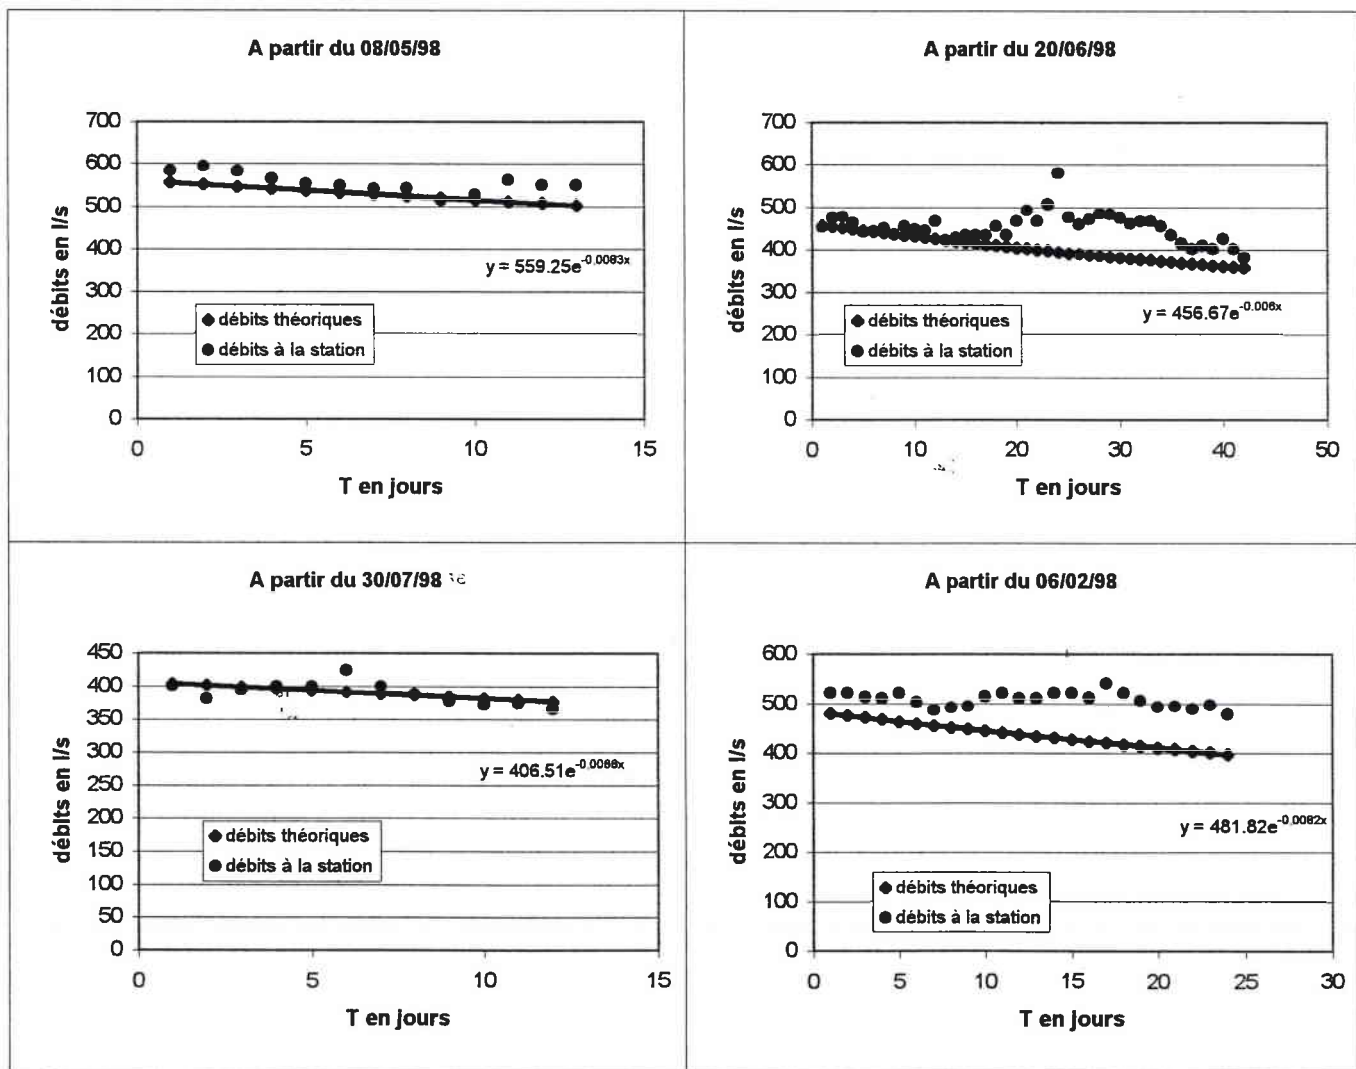 A partir du 08/05/98
700
600
500
400
300
200
100
0
0 5 10 15
débits en l/s
T en jours
y = 559.25e-0.0083x
débits théoriques
débits à la station
A partir du 20/06/98
700
600
500
400
300
200
100
0
0 10 20 30 40 50
débits en l/s
T en jours
y = 456.67e-0.006x
débits théoriques
débits à la station
A partir du 30/07/98
450
400
350
300
250
200
150
100
50
0
0 5 10 15
débits en l/s
T en jours
y = 406.51e-0.0066x
débits théoriques
débits à la station
A partir du 06/02/98
600
500
400
300
200
100
0
0 5 10 15 20 25 30
débits en l/s
T en jours
y = 481.82e-0.0082x
débits théoriques
débits à la station